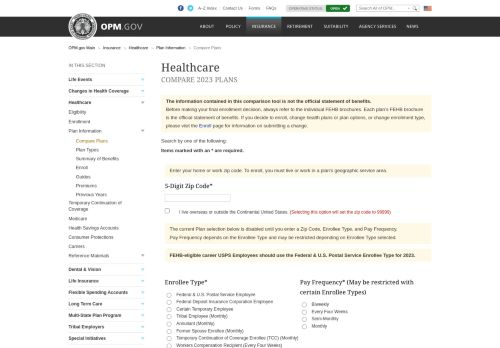 A–Z Index
Contact Us
Forms
FAQs
OPERATING STATUS
OPEN
Search All of OPM..
OPM.GOV
ABOUT
POLICY
INSURANCE
RETIREMENT
SUITABILITY
AGENCY SERVICES
NEWS
OPM.gov Main
Insurance
Healthcare
Plan Information
Compare Plans
IN THIS SECTION
Life Events
Changes in Health Coverage
Healthcare
Eligibility
Enrollment
Plan Information
Compare Plans
Plan Types
Summary of Benefits
Enroll
Guides
Premiums
Previous Years
Temporary Continuation of
Coverage
Medicare
Health Savings Accounts
Consumer Protections
Carriers
Reference Materials
Dental & Vision
Life Insurance
Flexible Spending Accounts
Long Term Care
Multi-State Plan Program
Tribal Employers
Special Initiatives
Healthcare
COMPARE 2023 PLANS
The information contained in this comparison tool is not the official statement of benefits.
Before making your final enrollment decision, always refer to the individual FEHB brochures. Each plan's FEHB brochure
is the official statement of benefits. If you decide to enroll, change health plans or plan options, or change enrollment type,
please visit the Enroll page for information on submitting a change.
Search by one of the following:
Items marked with an * are required.
Enter your home or work zip code. To enroll, you must live or work in a plan's geographic service area.
5-Digit Zip Code*
I live overseas or outside the Continental United States. (Selecting this option will set the zip code to 99999)
The current Plan selection below is disabled until you enter a Zip Code, Enrollee Type, and Pay Frequency.
Pay Frequency depends on the Enrollee Type and may be restricted depending on Enrollee Type selected.
FEHB-eligible career USPS Employees should use the Federal & U.S. Postal Service Enrollee Type for 2023.
Enrollee Type*
Federal & U.S. Postal Service Employee
Federal Deposit Insurance Corporation Employee
Certain Temporary Employee
Tribal Employee (Monthly)
Annuitant (Monthly)
Former Spouse Enrollee (Monthly)
Temporary Continuation of Coverage Enrollee (TCC) (Monthly)
Workers Compensation Recipient (Every Four Weeks)
Pay Frequency* (May be restricted with
certain Enrollee Types)
Biweekly
Every Four Weeks
Semi-Monthly
Monthly